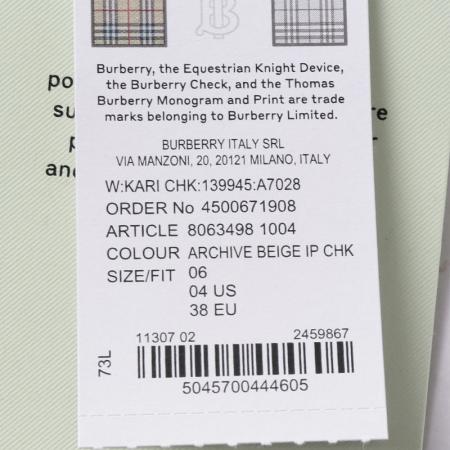 Burberry, the Equestrian Knight Device,
the Burberry Check, and the Thomas
Burberry Monogram and Print are trade
marks belonging to Burberry Limited.
BURBERRY ITALY SRL
VIA MANZONI, 20, 20121 MILANO, ITALY
W:KARI CHK:139945:A7028
ORDER No 4500671908
ARTICLE 8063498 1004
COLOUR ARCHIVE BEIGE IP CHK
SIZE/FIT 06
04 US
38 EU
11307 02 2459867
73L
5045700444605